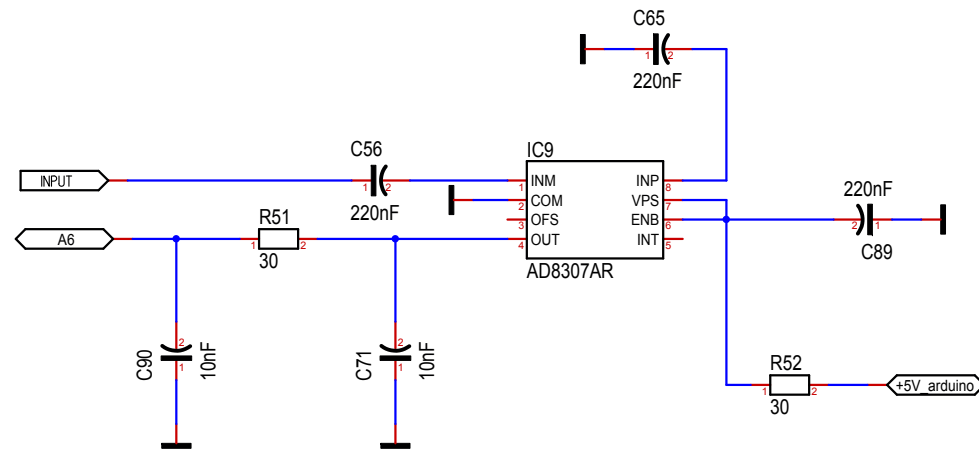 C65
1 2
220nF
C56
IC9
INPUT
1 2
220nF
INM
1
INP
8
COM
2
VPS
7
220nF
OFS
3
ENB
6
2 1
C89
A6
R51
1 2
30
OUT
4
INT
5
AD8307AR
C90
2
1
10nF
C71
2
1
10nF
R52
1 2
30
+5V_arduino